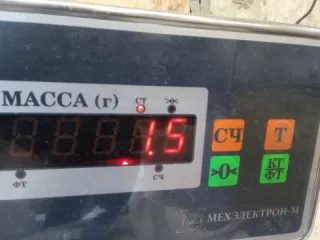 МАССА (г)
СТ >0<
1.5
СЧ Т
ФТ СЧ
>0< КГ/ФТ
МЕХЭЛЕКТРОН-М